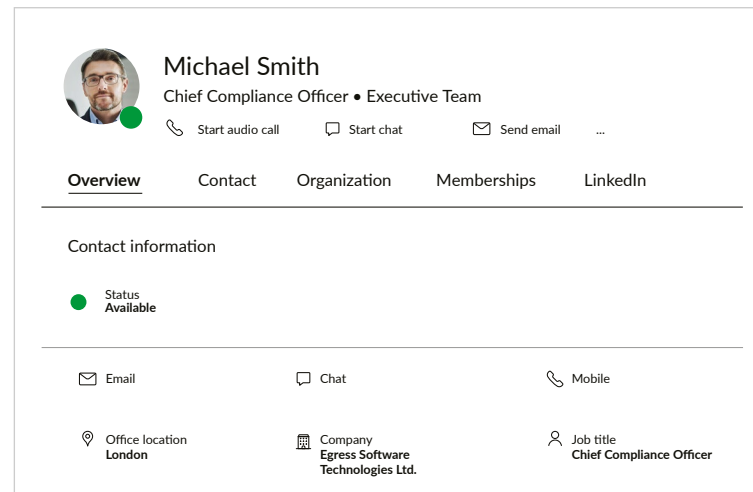 Michael Smith
Chief Compliance Officer • Executive Team
Start audio call Start chat Send email ...
Overview Contact Organization Memberships LinkedIn
Contact information
Status
Available
Email Chat Mobile
Office location Company Job title
London Egress Software Chief Compliance Officer
Technologies Ltd.